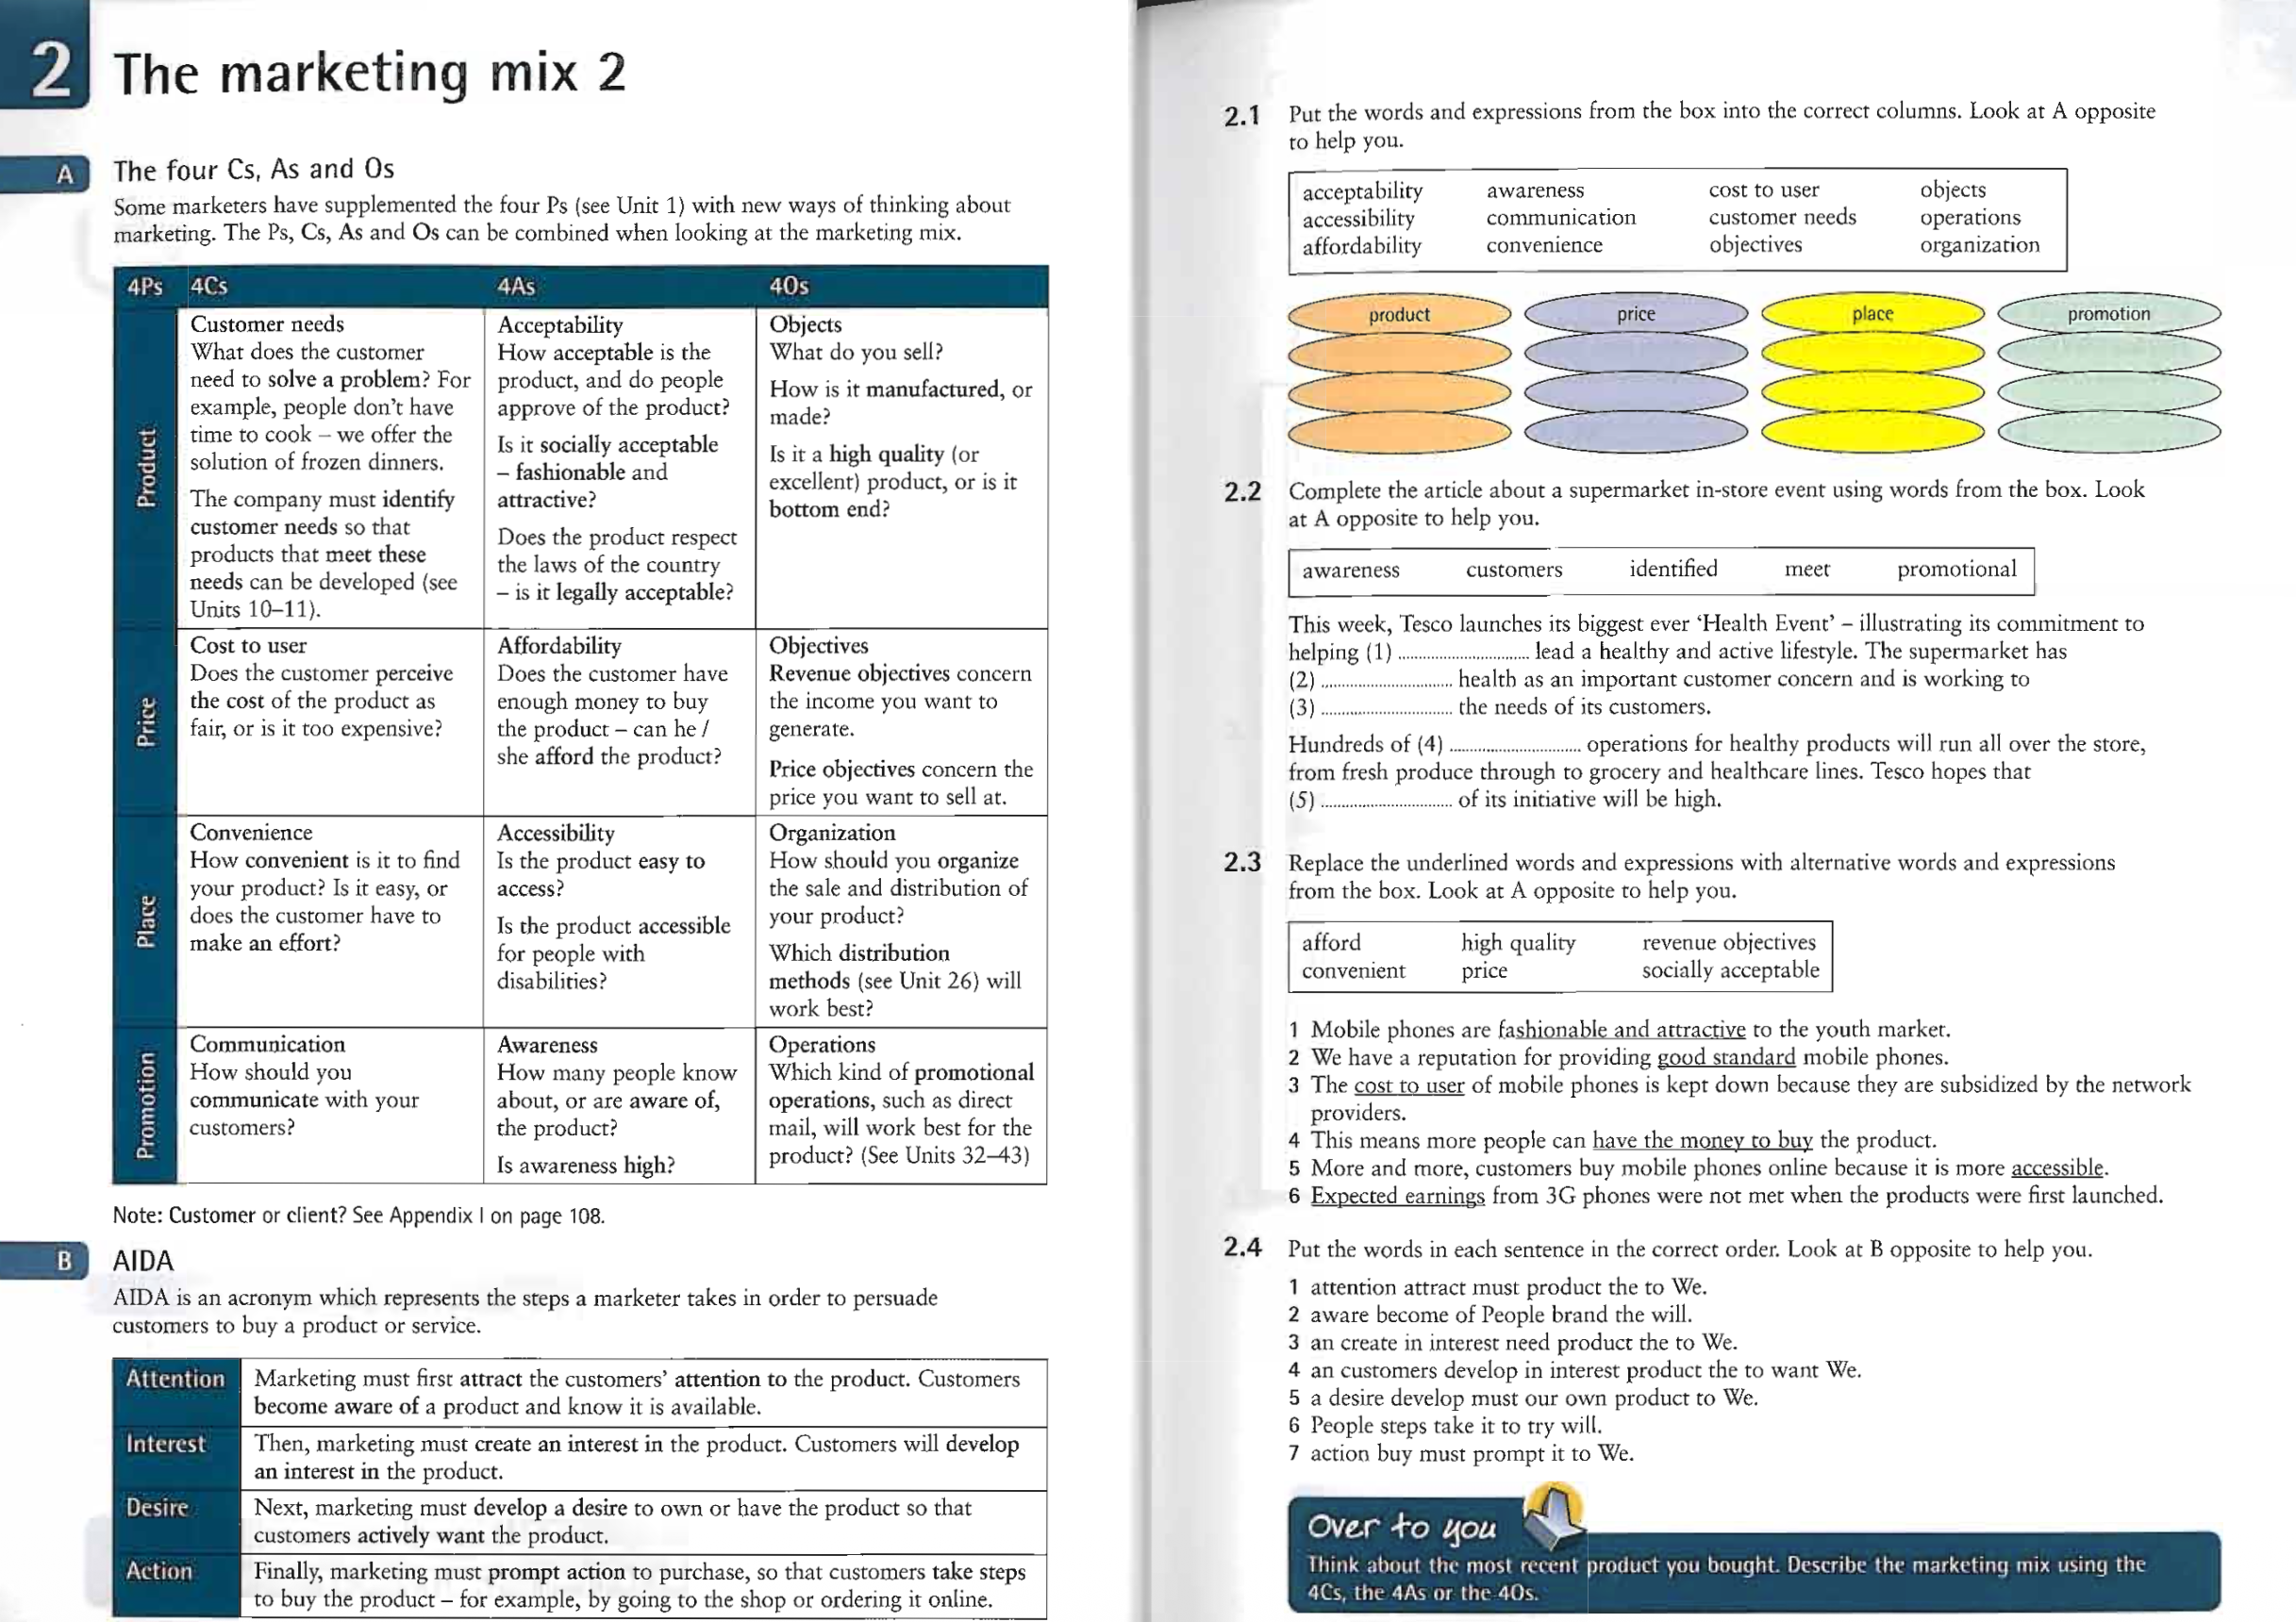 2
The marketing mix 2
A
The four Cs, As and Os
Some marketers have supplemented the four Ps (see Unit 1) with new ways of thinking about
marketing. The Ps, Cs, As and Os can be combined when looking at the marketing mix.
4Ps
4Cs
4As
4Os
Product
Customer needs
What does the customer
need to solve a problem? For
example, people don't have
time to cook – we offer the
solution of frozen dinners.
The company must identify
customer needs so that
products that meet these
needs can be developed (see
Units 10–11).
Acceptability
How acceptable is the
product, and do people
approve of the product?
Is it socially acceptable
– fashionable and
attractive?
Does the product respect
the laws of the country
– is it legally acceptable?
Objects
What do you sell?
How is it manufactured, or
made?
Is it a high quality (or
excellent) product, or is it
bottom end?
Price
Cost to user
Does the customer perceive
the cost of the product as
fair, or is it too expensive?
Affordability
Does the customer have
enough money to buy
the product – can he /
she afford the product?
Objectives
Revenue objectives concern
the income you want to
generate.
Price objectives concern the
price you want to sell at.
Place
Convenience
How convenient is it to find
your product? Is it easy, or
does the customer have to
make an effort?
Accessibility
Is the product easy to
access?
Is the product accessible
for people with
disabilities?
Organization
How should you organize
the sale and distribution of
your product?
Which distribution
methods (see Unit 26) will
work best?
Promotion
Communication
How should you
communicate with your
customers?
Awareness
How many people know
about, or are aware of,
the product?
Is awareness high?
Operations
Which kind of promotional
operations, such as direct
mail, will work best for the
product? (See Units 32–43)
Note: Customer or client? See Appendix I on page 108.
B
AIDA
AIDA is an acronym which represents the steps a marketer takes in order to persuade
customers to buy a product or service.
Attention
Marketing must first attract the customers' attention to the product. Customers
become aware of a product and know it is available.
Interest
Then, marketing must create an interest in the product. Customers will develop
an interest in the product.
Desire
Next, marketing must develop a desire to own or have the product so that
customers actively want the product.
Action
Finally, marketing must prompt action to purchase, so that customers take steps
to buy the product – for example, by going to the shop or ordering it online.
2.1 Put the words and expressions from the box into the correct columns. Look at A opposite
to help you.
acceptability awareness cost to user objects
accessibility communication customer needs operations
affordability convenience objectives organization
product price place promotion
2.2 Complete the article about a supermarket in-store event using words from the box. Look
at A opposite to help you.
awareness customers identified meet promotional
This week, Tesco launches its biggest ever 'Health Event' – illustrating its commitment to
helping (1) .............................. lead a healthy and active lifestyle. The supermarket has
(2) .............................. health as an important customer concern and is working to
(3) .............................. the needs of its customers.
Hundreds of (4) .............................. operations for healthy products will run all over the store,
from fresh produce through to grocery and healthcare lines. Tesco hopes that
(5) .............................. of its initiative will be high.
2.3 Replace the underlined words and expressions with alternative words and expressions
from the box. Look at A opposite to help you.
afford high quality revenue objectives
convenient price socially acceptable
1 Mobile phones are fashionable and attractive to the youth market.
2 We have a reputation for providing good standard mobile phones.
3 The cost to user of mobile phones is kept down because they are subsidized by the network
providers.
4 This means more people can have the money to buy the product.
5 More and more, customers buy mobile phones online because it is more accessible.
6 Expected earnings from 3G phones were not met when the products were first launched.
2.4 Put the words in each sentence in the correct order. Look at B opposite to help you.
1 attention attract must product the to We.
2 aware become of People brand the will.
3 an create in interest need product the to We.
4 an customers develop in interest product the to want We.
5 a desire develop must our own product to We.
6 People steps take it to try will.
7 action buy must prompt it to We.
Over to you
Think about the most recent product you bought. Describe the marketing mix using the
4Cs, the 4As or the 4Os.